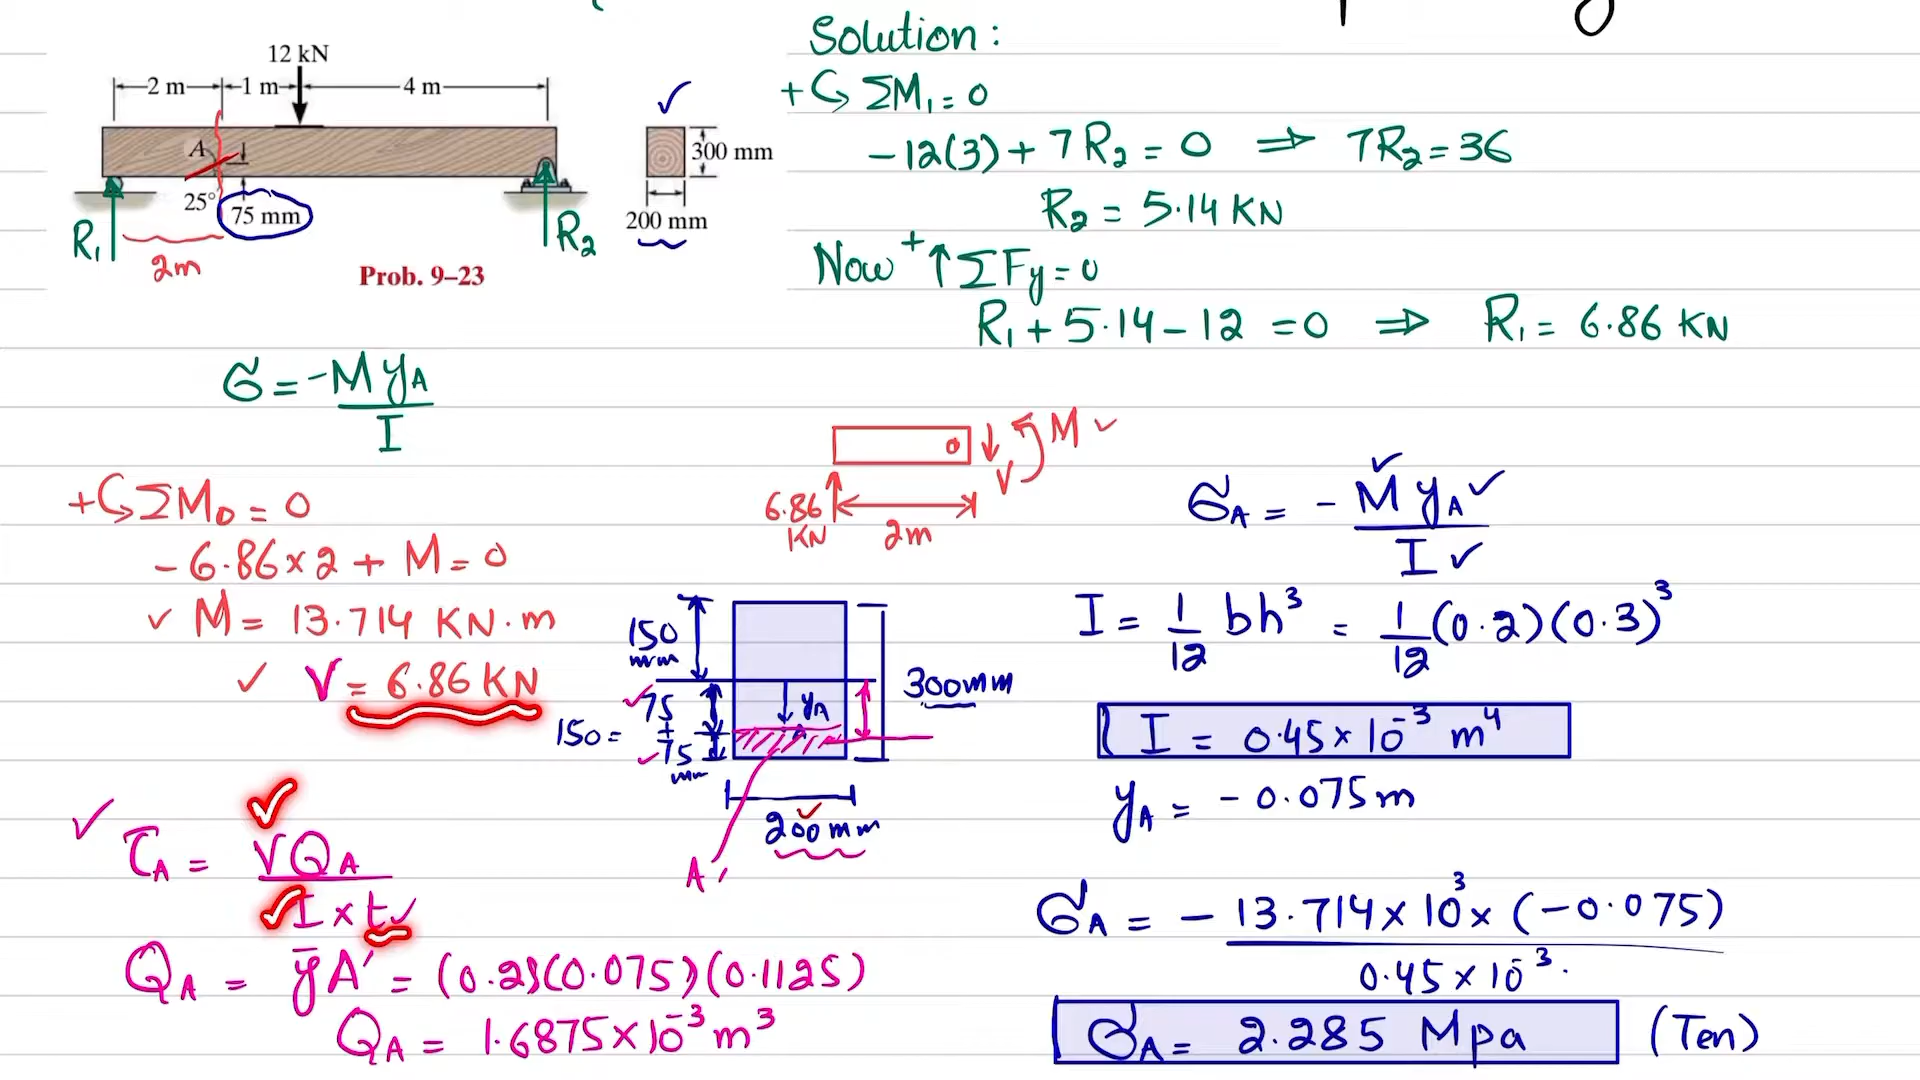 Solution :
12 kN
2 m
1 m
4 m
A
25°
75 mm
R₁
R₂
2m
Prob. 9–23
300 mm
200 mm
+ ΣM₁ = 0
-12(3) + 7R₂ = 0 ⇒ 7R₂ = 36
R₂ = 5.14 KN
Now +↑ΣFy = 0
R₁ + 5.14 - 12 = 0 ⇒ R₁ = 6.86 KN
σ = -M yA / I
+ ΣM₀ = 0
-6.86×2 + M = 0
✓ M = 13.714 KN.m
✓ V = 6.86 KN
M ✓
V
6.86 KN
2m
150 mm
150 = 75 + 75 mm
yA
A
300mm
200 mm
A'
✓ τA = V QA / I × t ✓
QA = ȳA' = (0.2)(0.075)(0.1125)
QA = 1.6875×10⁻³ m³
σA = - M yA ✓ / I ✓
I = 1/12 bh³ = 1/12 (0.2)(0.3)³
I = 0.45×10⁻³ m⁴
yA = -0.075m
σA = - 13.714×10³ × (-0.075) / 0.45×10⁻³.
σA = 2.285 Mpa (Ten)